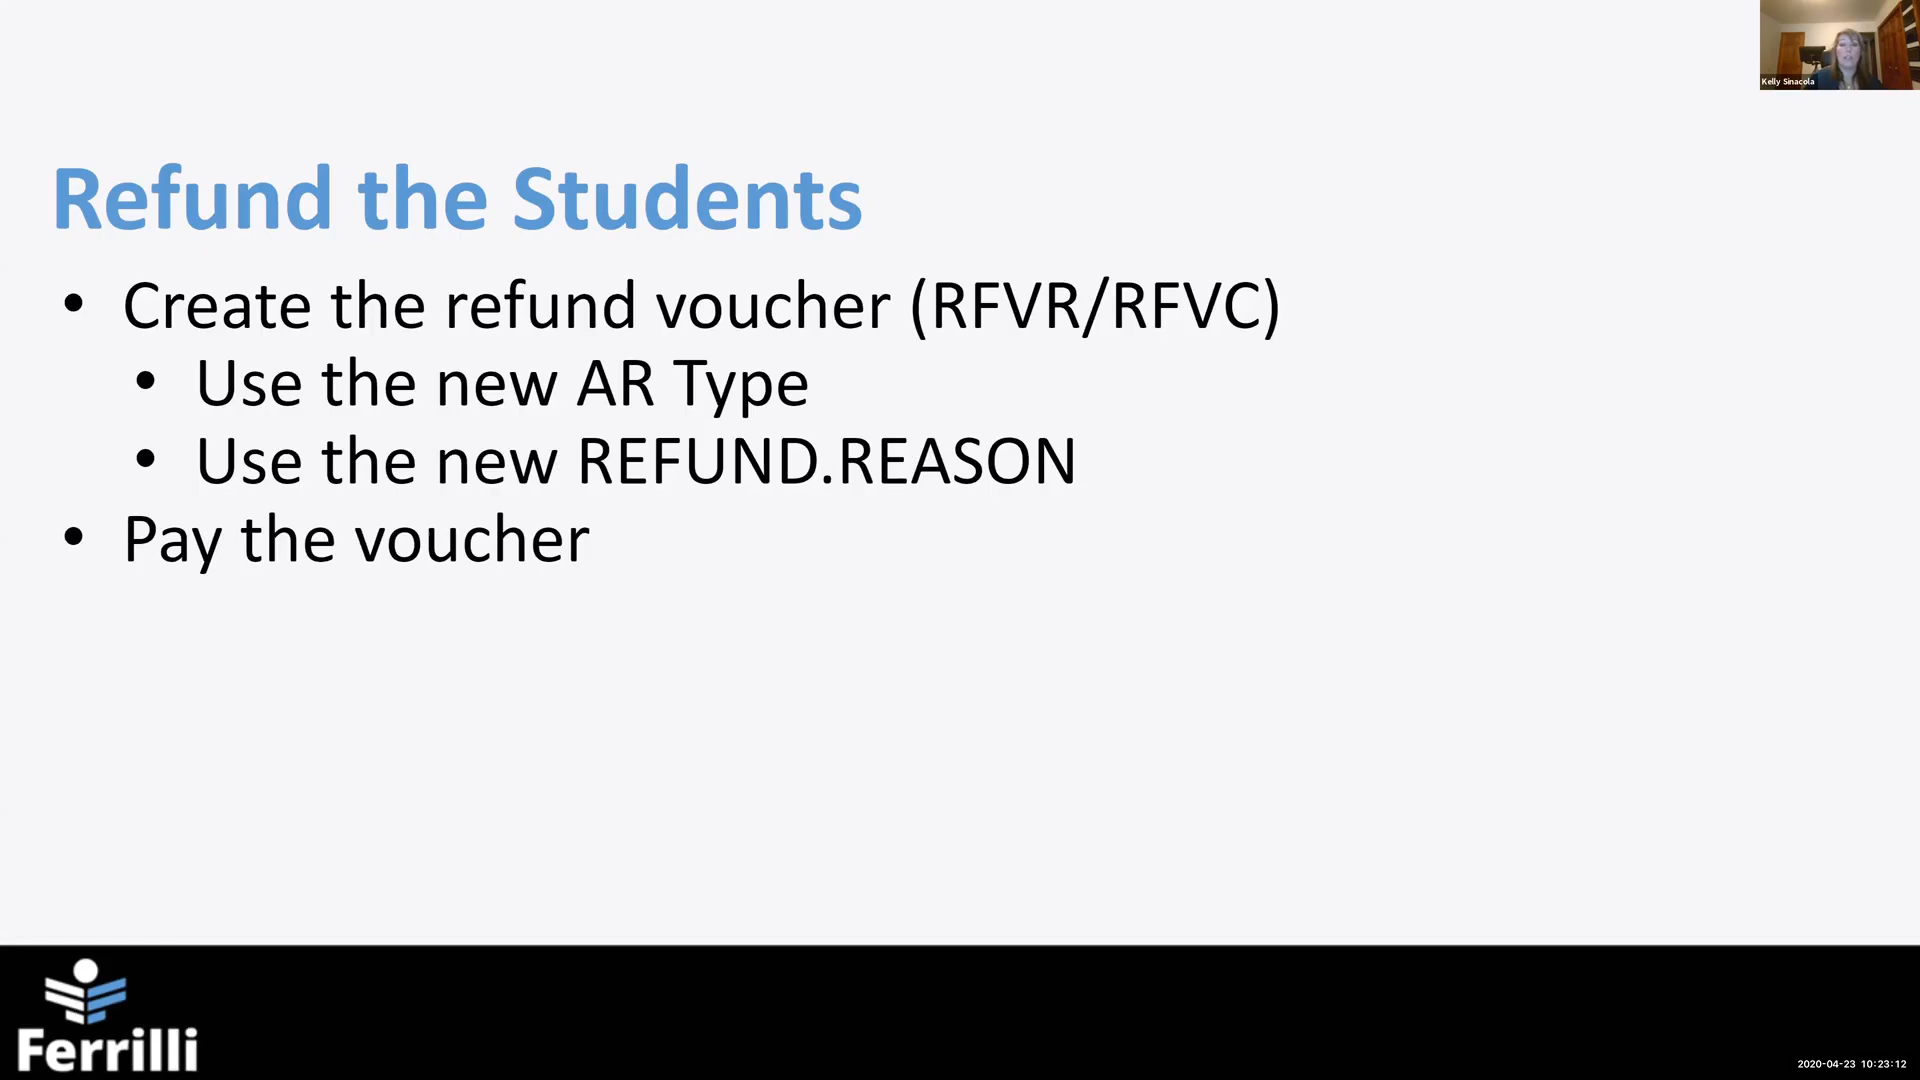 Kelly Sinacola
Refund the Students
• Create the refund voucher (RFVR/RFVC)
• Use the new AR Type
• Use the new REFUND.REASON
• Pay the voucher
Ferrilli
2020-04-23 10:23:12